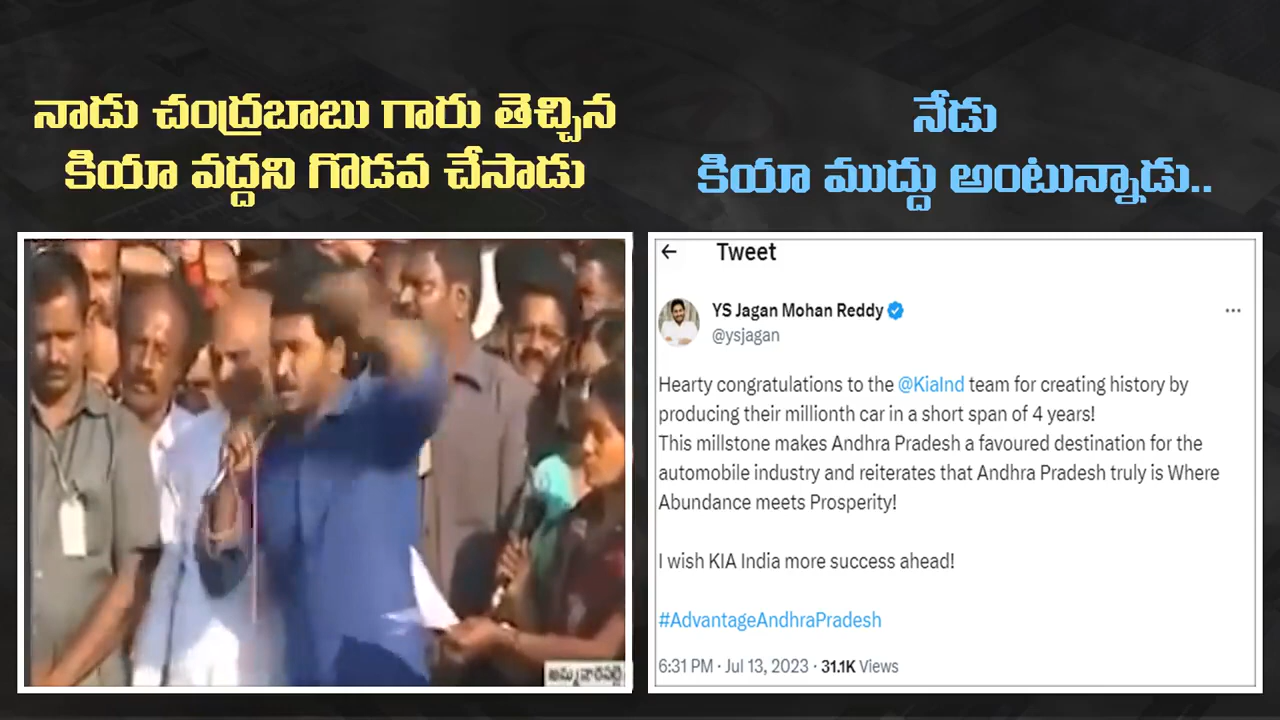 నాడు చంద్రబాబు గారు తెచ్చిన
కియా వద్దని గొడవ చేసాడు
నేడు
కియా ముద్దు అంటున్నాడు..
Tweet
YS Jagan Mohan Reddy
@ysjagan
Hearty congratulations to the @KiaInd team for creating history by
producing their millionth car in a short span of 4 years!
This millstone makes Andhra Pradesh a favoured destination for the
automobile industry and reiterates that Andhra Pradesh truly is Where
Abundance meets Prosperity!
I wish KIA India more success ahead!
#AdvantageAndhraPradesh
6:31 PM · Jul 13, 2023 · 31.1K Views